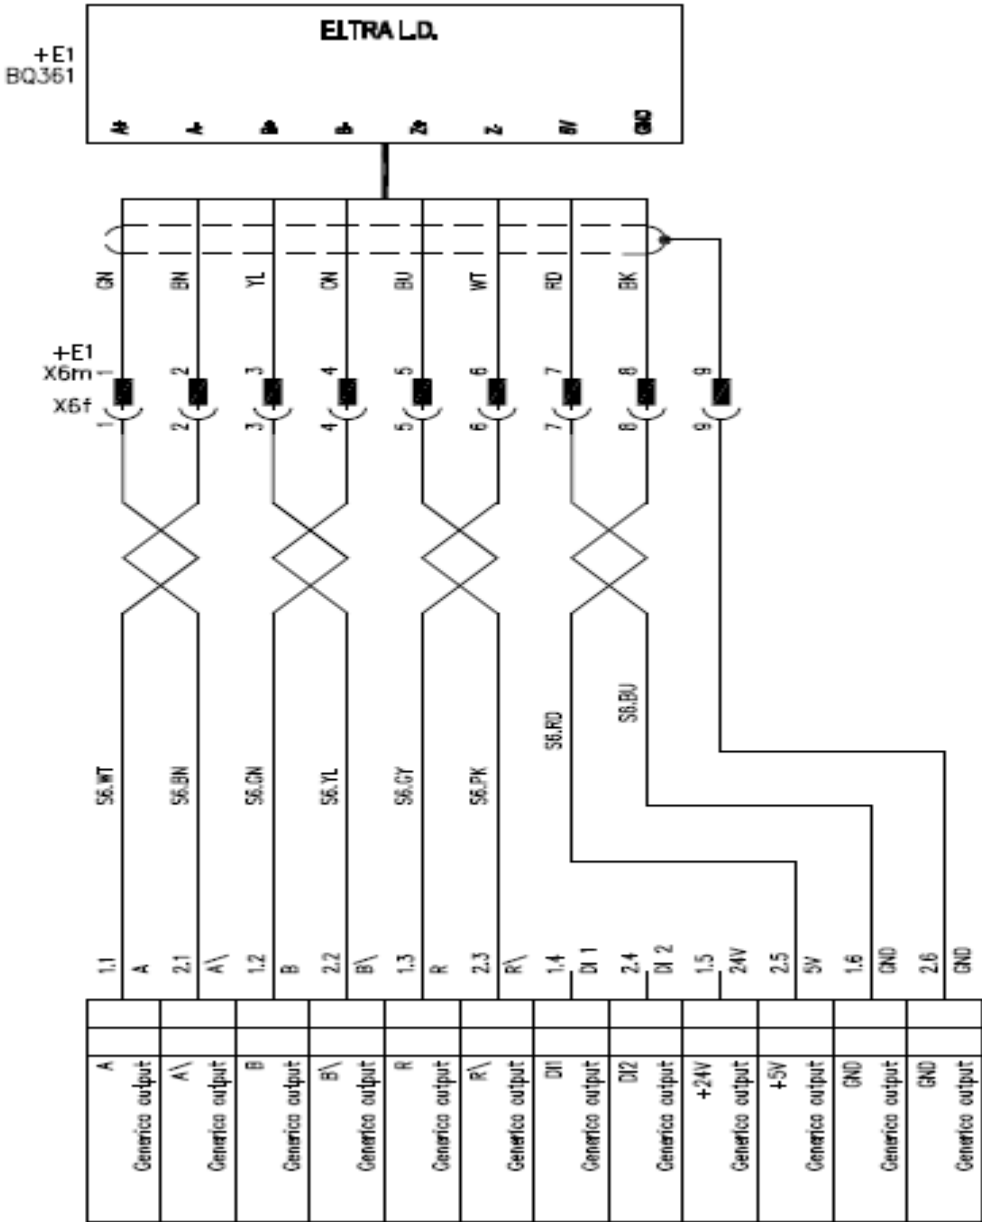 ELTRA L.D.
+E1
BQ361
A+ A- B+ B- Z+ Z- 5V GND
GN BN YL ON BU WT RD BK
+E1
X6m 1 2 3 4 5 6 7 8 9
X6f
1 2 3 4 5 6 7 8 9
S6.RD S6.BU
S6.WT S6.BN S6.GN S6.YL S6.GY S6.PK
1.1 2.1 1.2 2.2 1.3 2.3 1.4 2.4 1.5 2.5 1.6 2.6
A A\ B B\ R R\ DI 1 DI 2 24V 5V GND GND
A A\ B B\ R R\ DI1 DI2 +24V +5V GND GND
Generico output Generico output Generico output Generico output Generico output Generico output Generico output Generico output Generico output Generico output Generico output Generico output